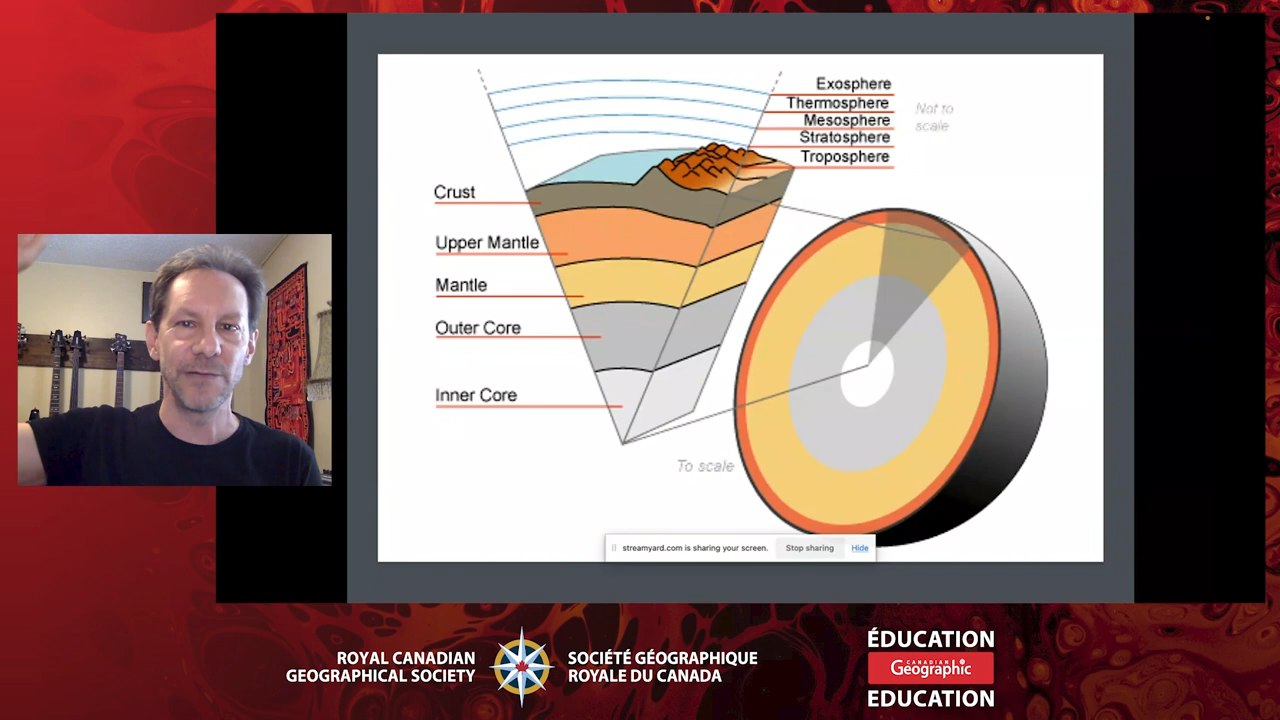 Exosphere
Thermosphere
Mesosphere
Stratosphere
Troposphere
Not to
scale
Crust
Upper Mantle
Mantle
Outer Core
Inner Core
To scale
streamyard.com is sharing your screen. Stop sharing Hide
ROYAL CANADIAN
GEOGRAPHICAL SOCIETY
SOCIÉTÉ GÉOGRAPHIQUE
ROYALE DU CANADA
ÉDUCATION
CANADIAN
Geographic
EDUCATION